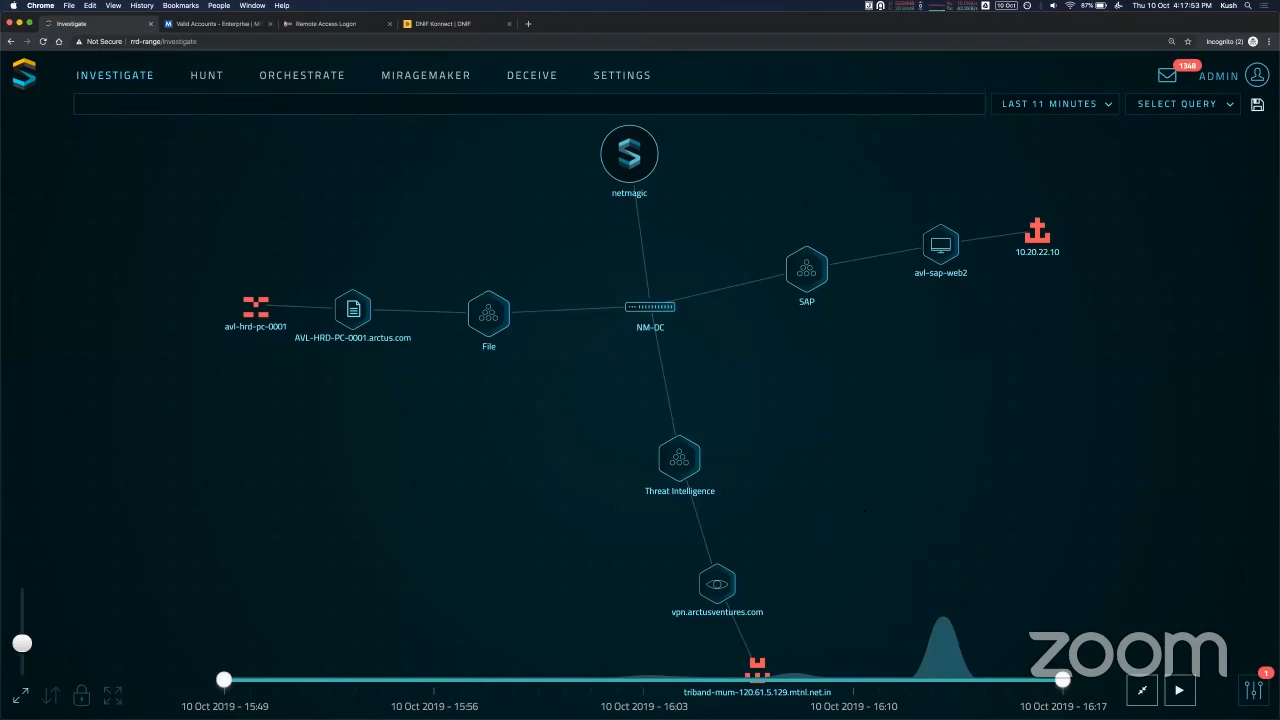 Chrome File Edit View History Bookmarks People Window Help
10 Oct 87% Thu 10 Oct 4:17:53 PM Kush
Investigate
Valid Accounts - Enterprise | M
Remote Access Logon
DNIF Konnect | DNIF
Not Secure | rrd-range/investigate
Incognito (2)
INVESTIGATE HUNT ORCHESTRATE MIRAGEMAKER DECEIVE SETTINGS
1348
ADMIN
LAST 11 MINUTES
SELECT QUERY
netmagic
10.20.22.10
avl-sap-web2
SAP
avl-hrd-pc-0001
AVL-HRD-PC-0001.arctus.com
File
NM-DC
Threat Intelligence
vpn.arctusventures.com
triband-mum-120.61.5.129.mtnl.net.in
zoom
1
10 Oct 2019 - 15:49
10 Oct 2019 - 15:56
10 Oct 2019 - 16:03
10 Oct 2019 - 16:10
10 Oct 2019 - 16:17